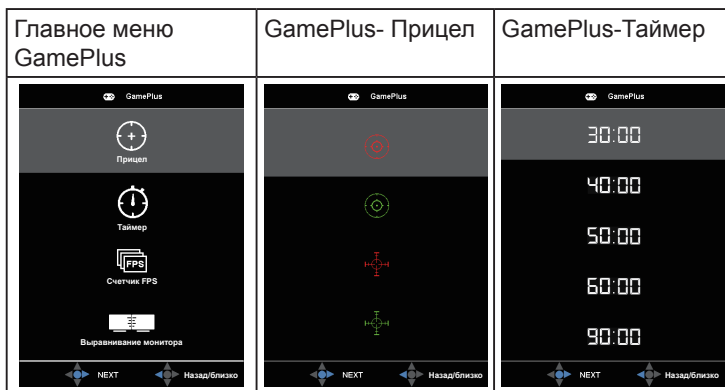 Главное меню
GamePlus
GamePlus- Прицел
GamePlus-Таймер
GamePlus
Прицел
Таймер
FPS
Счетчик FPS
Выравнивание монитора
NEXT Назад/близко
GamePlus
NEXT Назад/близко
GamePlus
30:00
40:00
50:00
60:00
90:00
NEXT Назад/близко